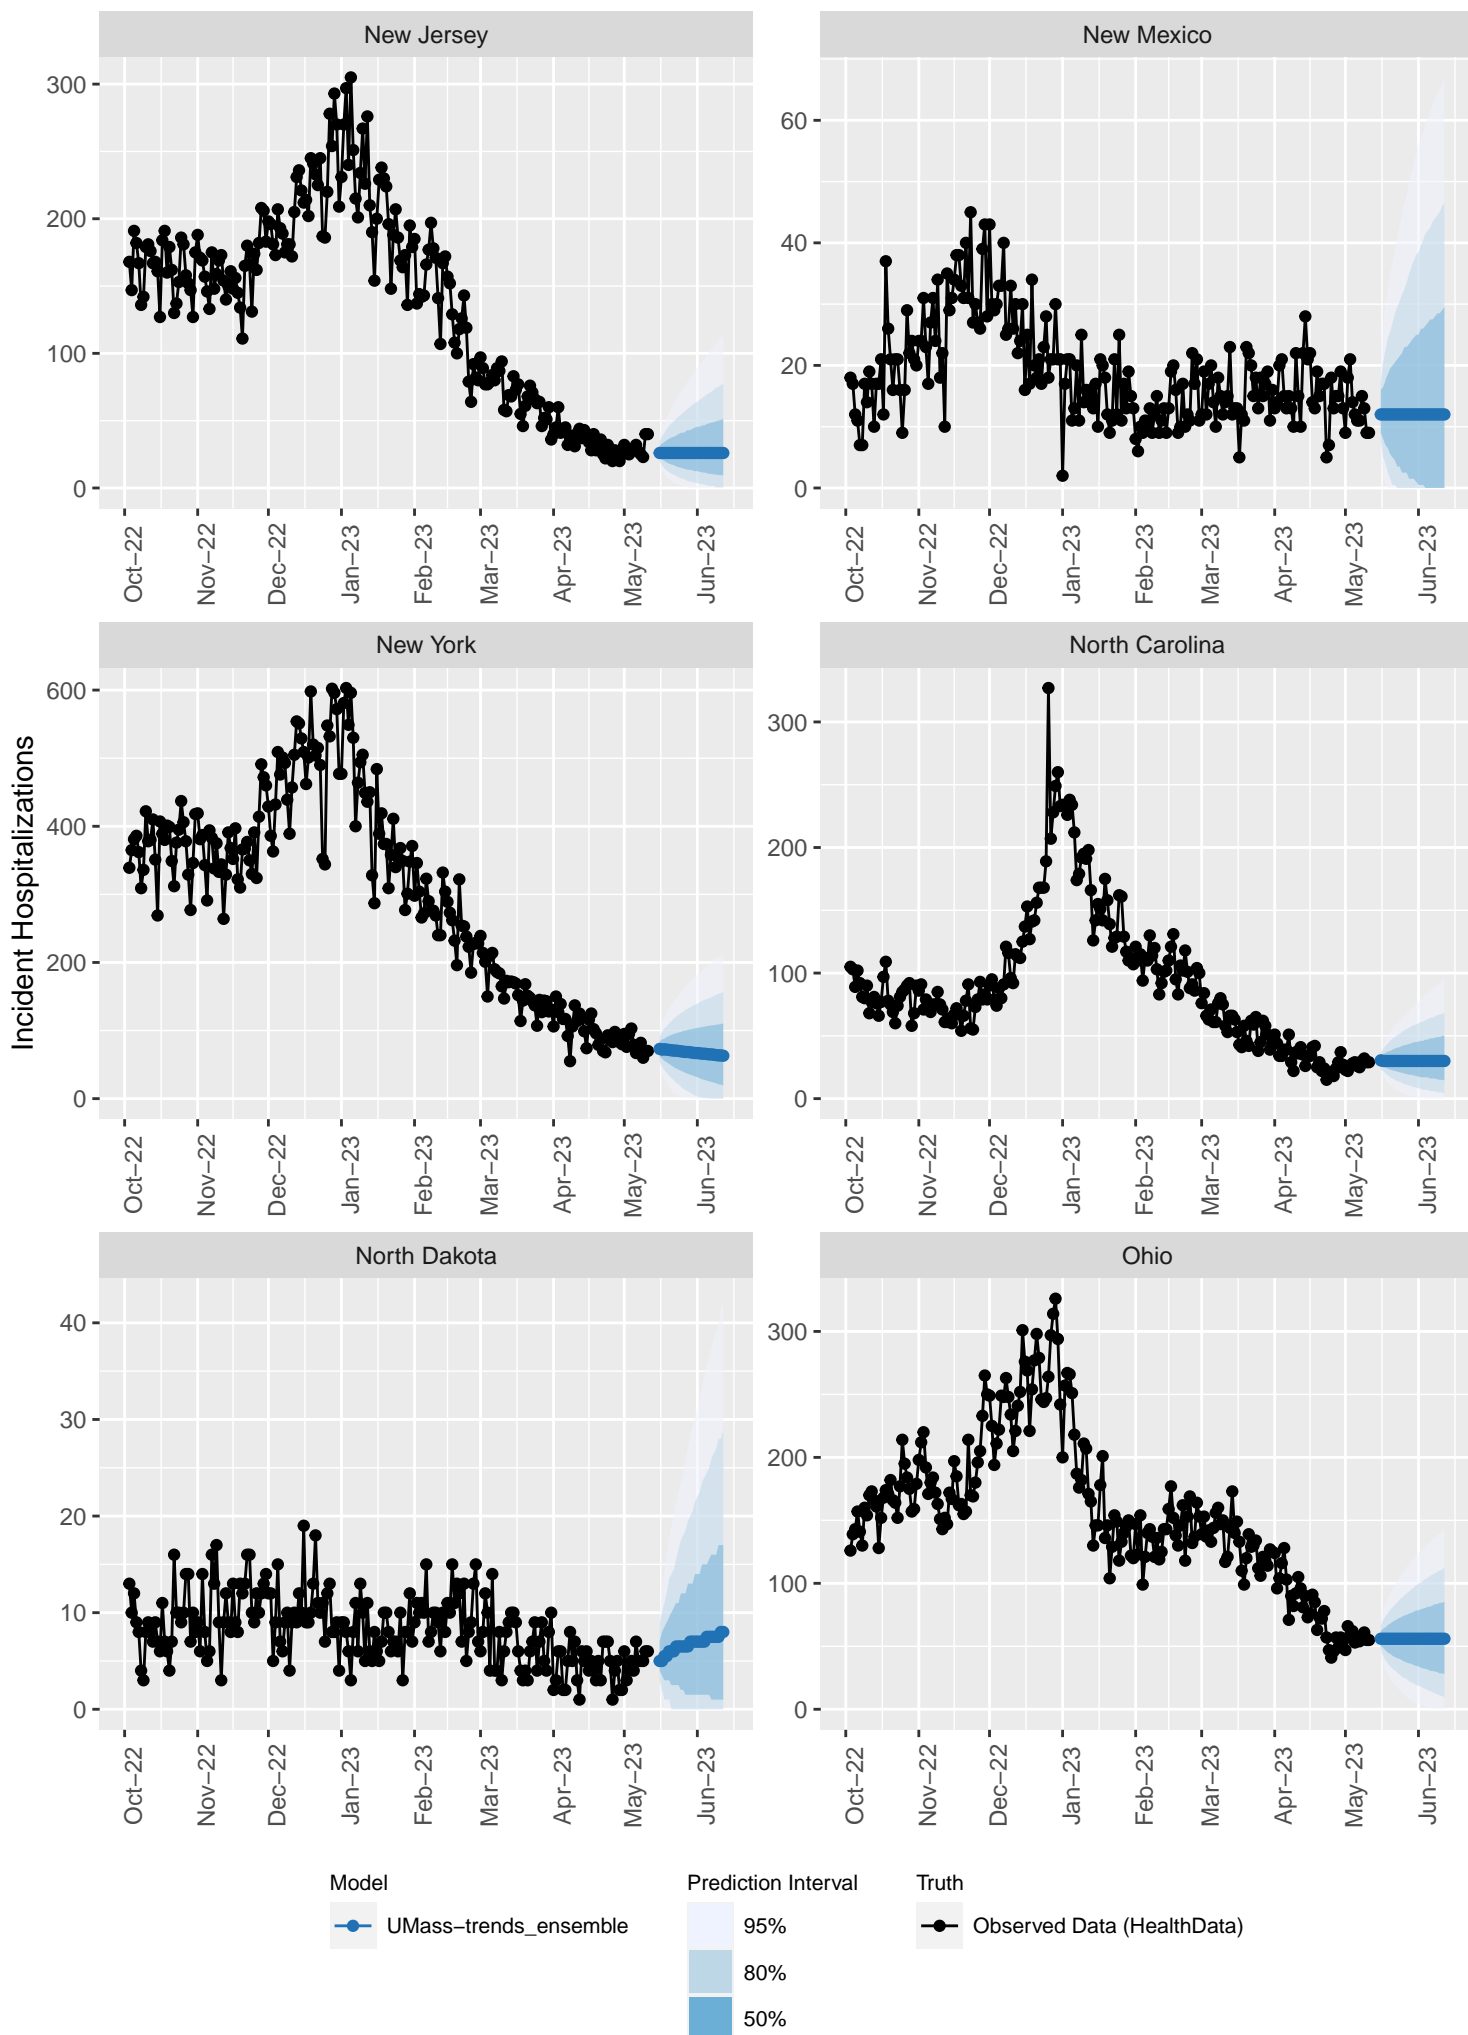 New Jersey
New Mexico
300
200
100
0
60
40
20
0
Oct−22
Nov−22
Dec−22
Jan−23
Feb−23
Mar−23
Apr−23
May−23
Jun−23
Oct−22
Nov−22
Dec−22
Jan−23
Feb−23
Mar−23
Apr−23
May−23
Jun−23
New York
North Carolina
Incident Hospitalizations
600
400
200
0
300
200
100
0
Oct−22
Nov−22
Dec−22
Jan−23
Feb−23
Mar−23
Apr−23
May−23
Jun−23
Oct−22
Nov−22
Dec−22
Jan−23
Feb−23
Mar−23
Apr−23
May−23
Jun−23
North Dakota
Ohio
40
30
20
10
0
300
200
100
0
Oct−22
Nov−22
Dec−22
Jan−23
Feb−23
Mar−23
Apr−23
May−23
Jun−23
Oct−22
Nov−22
Dec−22
Jan−23
Feb−23
Mar−23
Apr−23
May−23
Jun−23
Model
UMass−trends_ensemble
Prediction Interval
95%
80%
50%
Truth
Observed Data (HealthData)